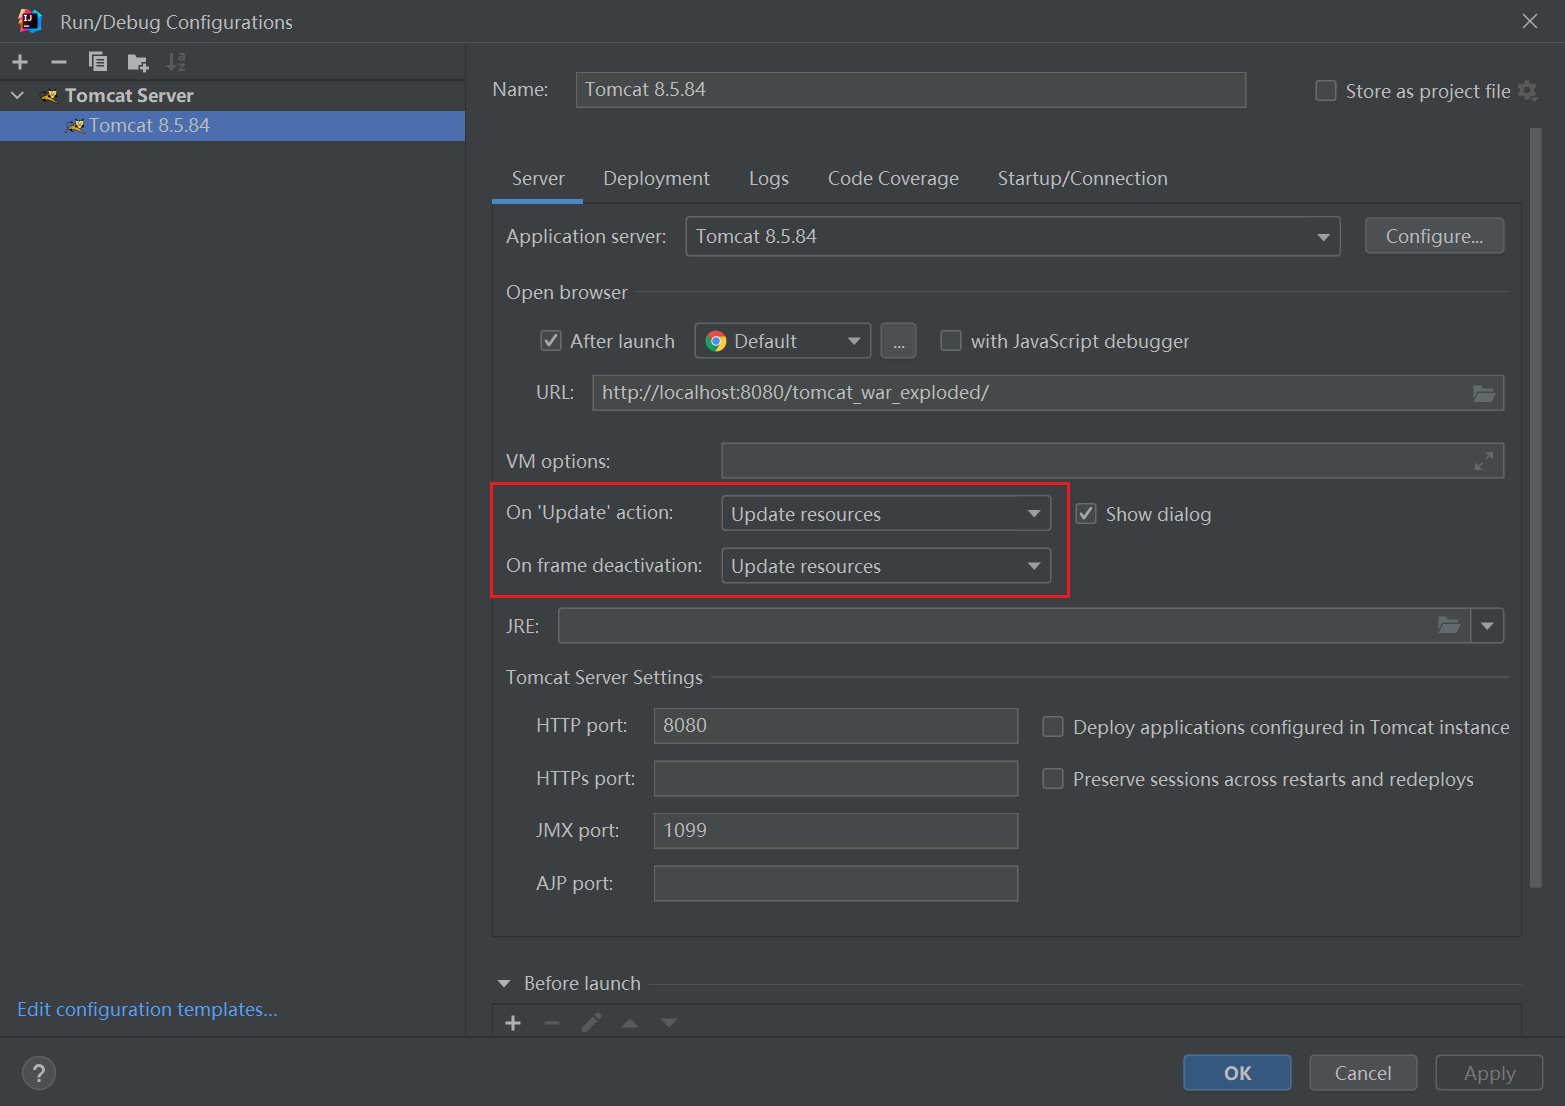 Run/Debug Configurations
Tomcat Server
Tomcat 8.5.84
Name: Tomcat 8.5.84 Store as project file
Server Deployment Logs Code Coverage Startup/Connection
Application server: Tomcat 8.5.84 Configure...
Open browser
After launch Default ... with JavaScript debugger
URL: http://localhost:8080/tomcat_war_exploded/
VM options:
On 'Update' action: Update resources Show dialog
On frame deactivation: Update resources
JRE:
Tomcat Server Settings
HTTP port: 8080 Deploy applications configured in Tomcat instance
HTTPs port: Preserve sessions across restarts and redeploys
JMX port: 1099
AJP port:
Before launch
Edit configuration templates...
? OK Cancel Apply